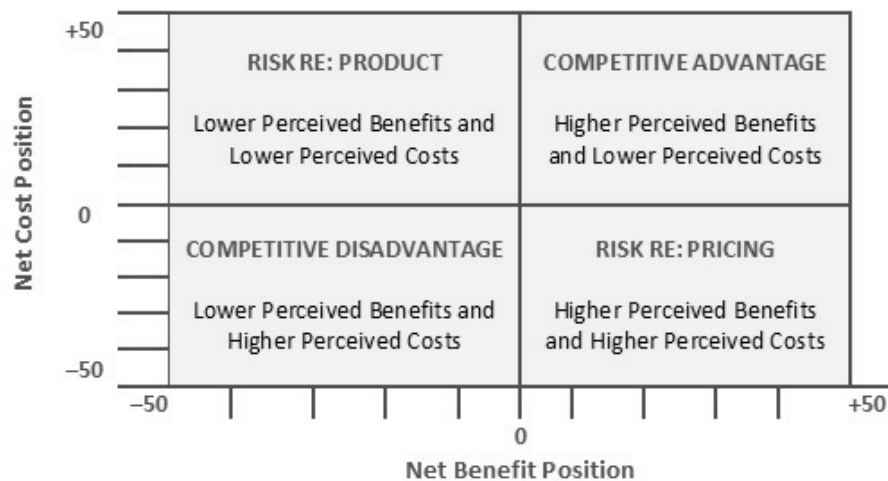 +50
RISK RE: PRODUCT
COMPETITIVE ADVANTAGE
Lower Perceived Benefits and
Lower Perceived Costs
Higher Perceived Benefits
and Lower Perceived Costs
Net Cost Position
0
COMPETITIVE DISADVANTAGE
RISK RE: PRICING
Lower Perceived Benefits and
Higher Perceived Costs
Higher Perceived Benefits
and Higher Perceived Costs
–50
–50
0
+50
Net Benefit Position